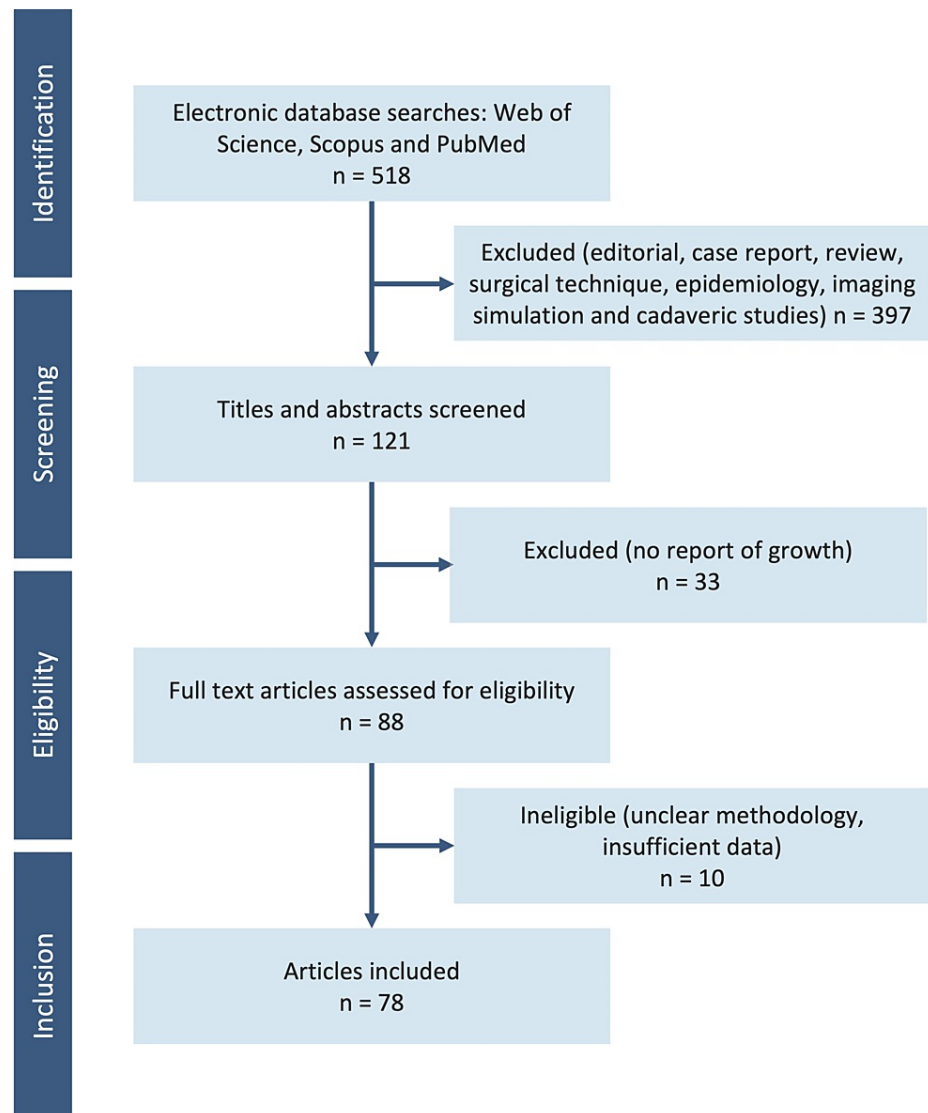 Identification
Electronic database searches: Web of
Science, Scopus and PubMed
n = 518
Excluded (editorial, case report, review,
surgical technique, epidemiology, imaging
simulation and cadaveric studies) n = 397
Screening
Titles and abstracts screened
n = 121
Excluded (no report of growth)
n = 33
Eligibility
Full text articles assessed for eligibility
n = 88
Ineligible (unclear methodology,
insufficient data)
n = 10
Inclusion
Articles included
n = 78